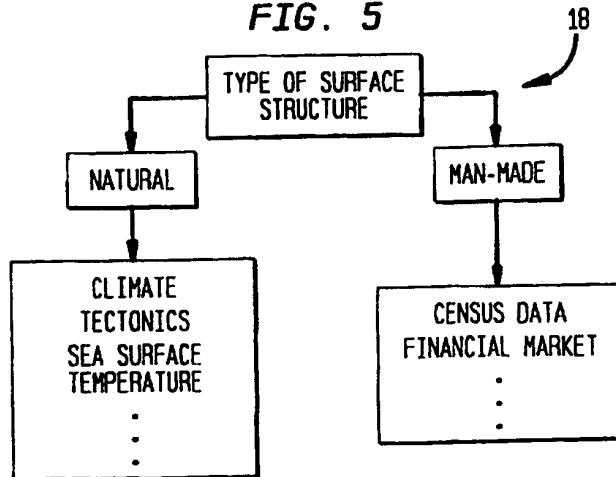 FIG. 5
18
TYPE OF SURFACE
STRUCTURE
NATURAL
MAN-MADE
CLIMATE
TECTONICS
SEA SURFACE
TEMPERATURE
CENSUS DATA
FINANCIAL MARKET